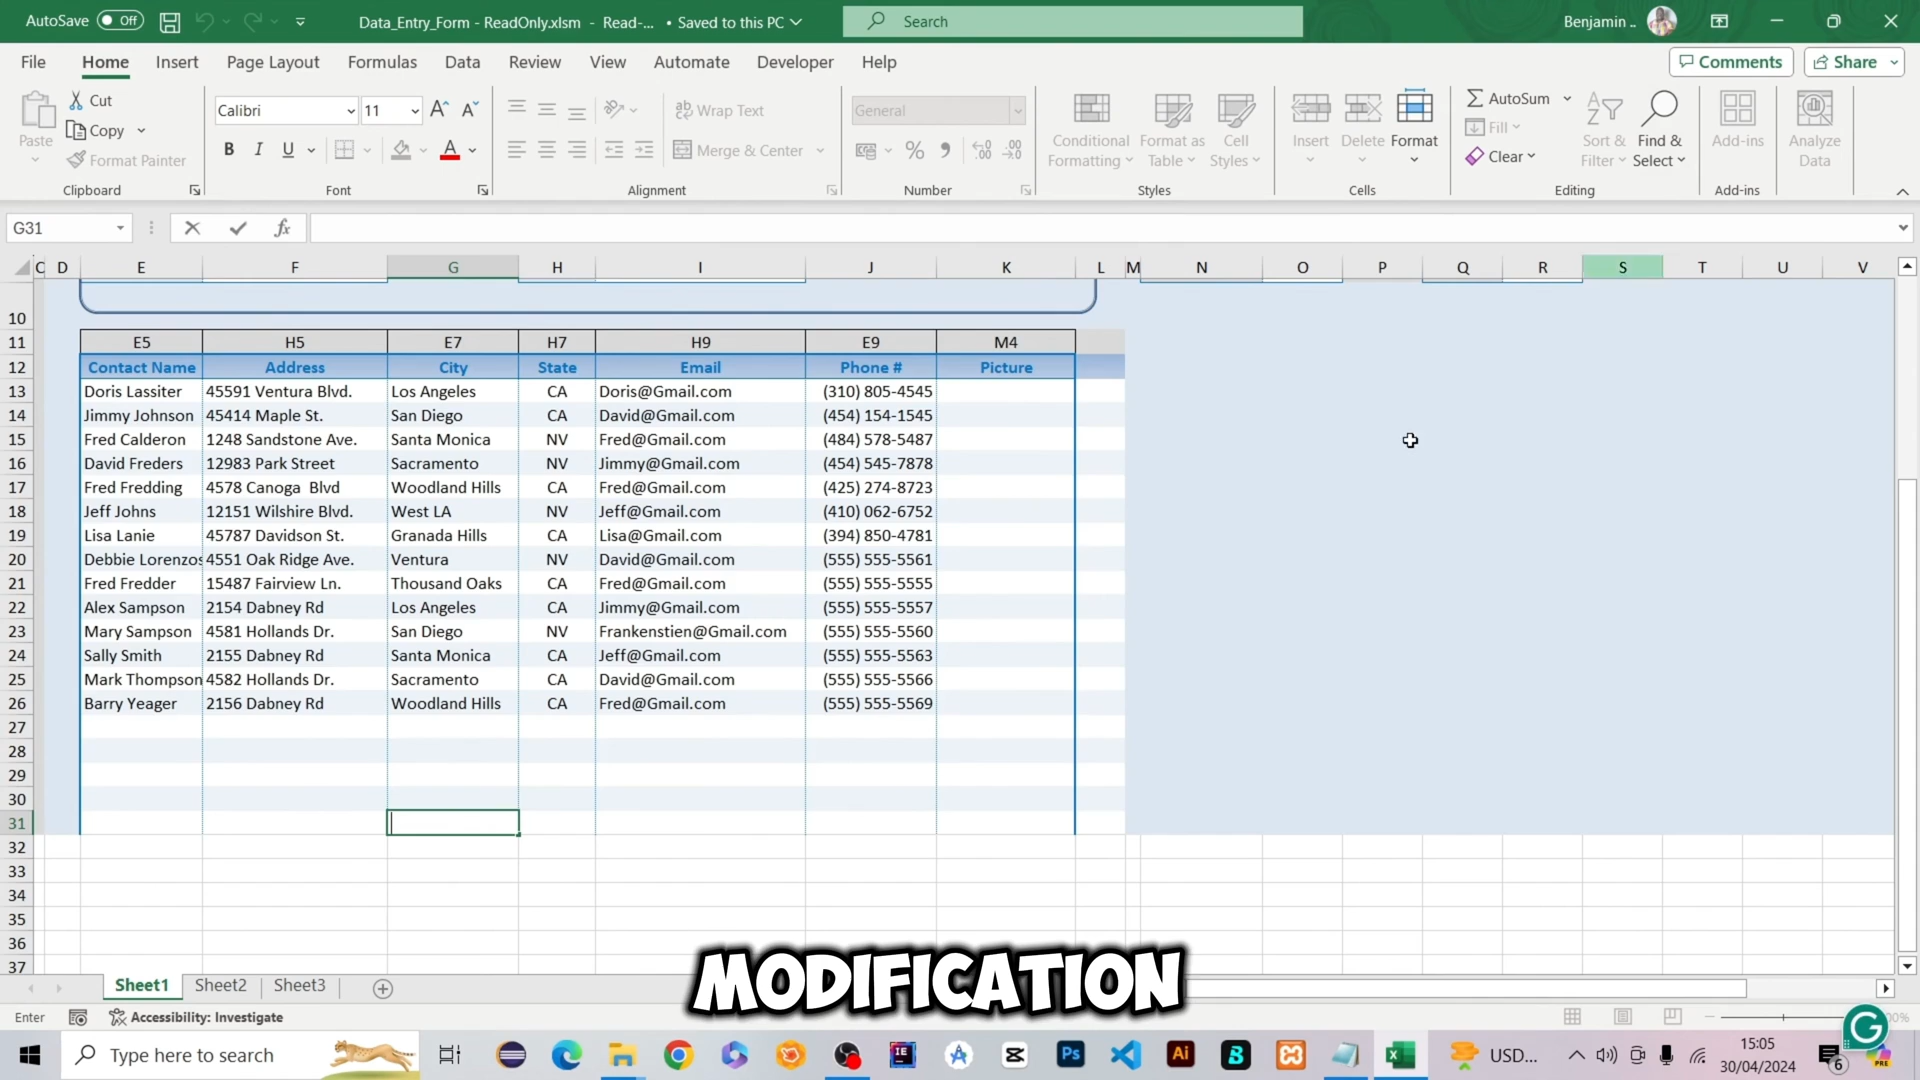 AutoSave Off Data_Entry_Form - ReadOnly.xlsm - Read-... • Saved to this PC Search Benjamin ..
File Home Insert Page Layout Formulas Data Review View Automate Developer Help Comments Share
Paste Cut Copy Format Painter Clipboard
Calibri 11 B I U A Font
Wrap Text Merge & Center Alignment
General % Number
Conditional Formatting Format as Table Cell Styles Styles
Insert Delete Format Cells
AutoSum Fill Clear Sort & Filter Find & Select Editing
Add-ins Add-ins
Analyze Data
G31 fx
C D E F G H I J K L M N O P Q R S T U V
10
11 E5 H5 E7 H7 H9 E9 M4
12 Contact Name Address City State Email Phone # Picture
13 Doris Lassiter 45591 Ventura Blvd. Los Angeles CA Doris@Gmail.com (310) 805-4545
14 Jimmy Johnson 45414 Maple St. San Diego CA David@Gmail.com (454) 154-1545
15 Fred Calderon 1248 Sandstone Ave. Santa Monica NV Fred@Gmail.com (484) 578-5487
16 David Freders 12983 Park Street Sacramento NV Jimmy@Gmail.com (454) 545-7878
17 Fred Fredding 4578 Canoga Blvd Woodland Hills CA Fred@Gmail.com (425) 274-8723
18 Jeff Johns 12151 Wilshire Blvd. West LA NV Jeff@Gmail.com (410) 062-6752
19 Lisa Lanie 45787 Davidson St. Granada Hills CA Lisa@Gmail.com (394) 850-4781
20 Debbie Lorenzos 4551 Oak Ridge Ave. Ventura NV David@Gmail.com (555) 555-5561
21 Fred Fredder 15487 Fairview Ln. Thousand Oaks CA Fred@Gmail.com (555) 555-5555
22 Alex Sampson 2154 Dabney Rd Los Angeles CA Jimmy@Gmail.com (555) 555-5557
23 Mary Sampson 4581 Hollands Dr. San Diego NV Frankenstien@Gmail.com (555) 555-5560
24 Sally Smith 2155 Dabney Rd Santa Monica CA Jeff@Gmail.com (555) 555-5563
25 Mark Thompson 4582 Hollands Dr. Sacramento CA David@Gmail.com (555) 555-5566
26 Barry Yeager 2156 Dabney Rd Woodland Hills CA Fred@Gmail.com (555) 555-5569
27
28
29
30
31
32
33
34
35
36
37
MODIFICATION
Sheet1 Sheet2 Sheet3
Enter Accessibility: Investigate
Type here to search USD... 15:05
30/04/2024 6